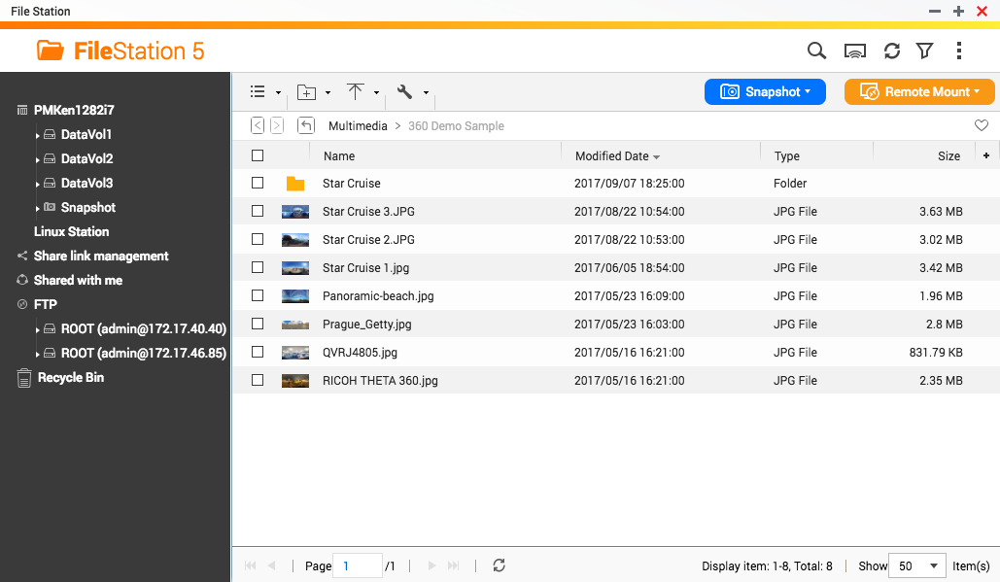 File Station
FileStation 5
PMKen1282i7
DataVol1
DataVol2
DataVol3
Snapshot
Linux Station
Share link management
Shared with me
FTP
ROOT (admin@172.17.40.40)
ROOT (admin@172.17.46.85)
Recycle Bin
Snapshot Remote Mount
Multimedia > 360 Demo Sample
Name Modified Date Type Size
Star Cruise 2017/09/07 18:25:00 Folder
Star Cruise 3.JPG 2017/08/22 10:54:00 JPG File 3.63 MB
Star Cruise 2.JPG 2017/08/22 10:53:00 JPG File 3.02 MB
Star Cruise 1.jpg 2017/06/05 18:54:00 JPG File 3.42 MB
Panoramic-beach.jpg 2017/05/23 16:09:00 JPG File 1.96 MB
Prague_Getty.jpg 2017/05/23 16:03:00 JPG File 2.8 MB
QVRJ4805.jpg 2017/05/16 16:21:00 JPG File 831.79 KB
RICOH THETA 360.jpg 2017/05/16 16:21:00 JPG File 2.35 MB
Page 1 /1 Display item: 1-8, Total: 8 Show 50 Item(s)